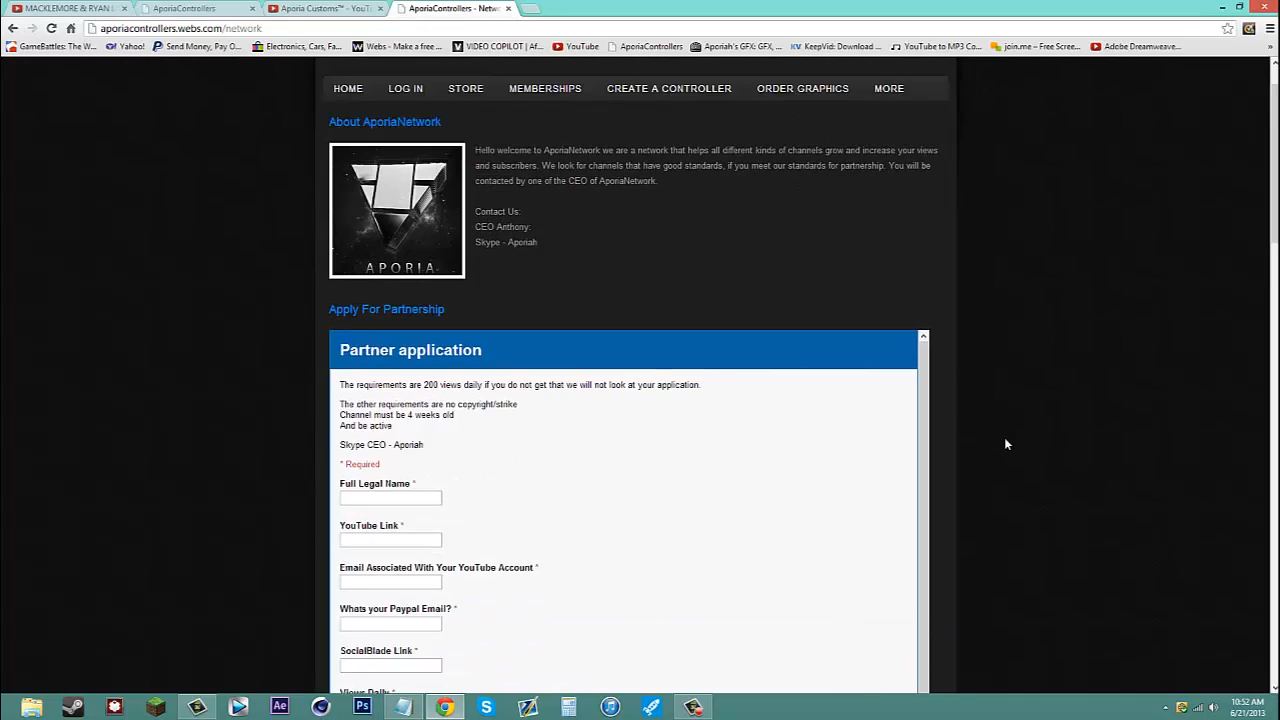 MACKLEMORE & RYAN L
AporiaControllers
Aporia Customs™ - YouT
AporiaControllers - Netw
aporiacontrollers.webs.com/network
GameBattles: The W...
Yahoo!
Send Money, Pay O...
Electronics, Cars, Fa...
Webs - Make a free ...
VIDEO COPILOT | Af...
YouTube
AporiaControllers
Aporiah's GFX: GFX, ...
KeepVid: Download ...
YouTube to MP3 Co...
join.me – Free Scree...
Adobe Dreamweave...
HOME
LOG IN
STORE
MEMBERSHIPS
CREATE A CONTROLLER
ORDER GRAPHICS
MORE
About AporiaNetwork
Hello welcome to AporiaNetwork we are a network that helps all different kinds of channels grow and increase your views
and subscribers. We look for channels that have good standards, if you meet our standards for partnership. You will be
contacted by one of the CEO of AporiaNetwork.
Contact Us:
CEO Anthony:
Skype - Aporiah
APORIA
Apply For Partnership
Partner application
The requirements are 200 views daily if you do not get that we will not look at your application.
The other requirements are no copyright/strike
Channel must be 4 weeks old
And be active
Skype CEO - Aporiah
* Required
Full Legal Name *
YouTube Link *
Email Associated With Your YouTube Account *
Whats your Paypal Email? *
SocialBlade Link *
Views Daily *
Ae
Ps
10:52 AM
6/21/2013